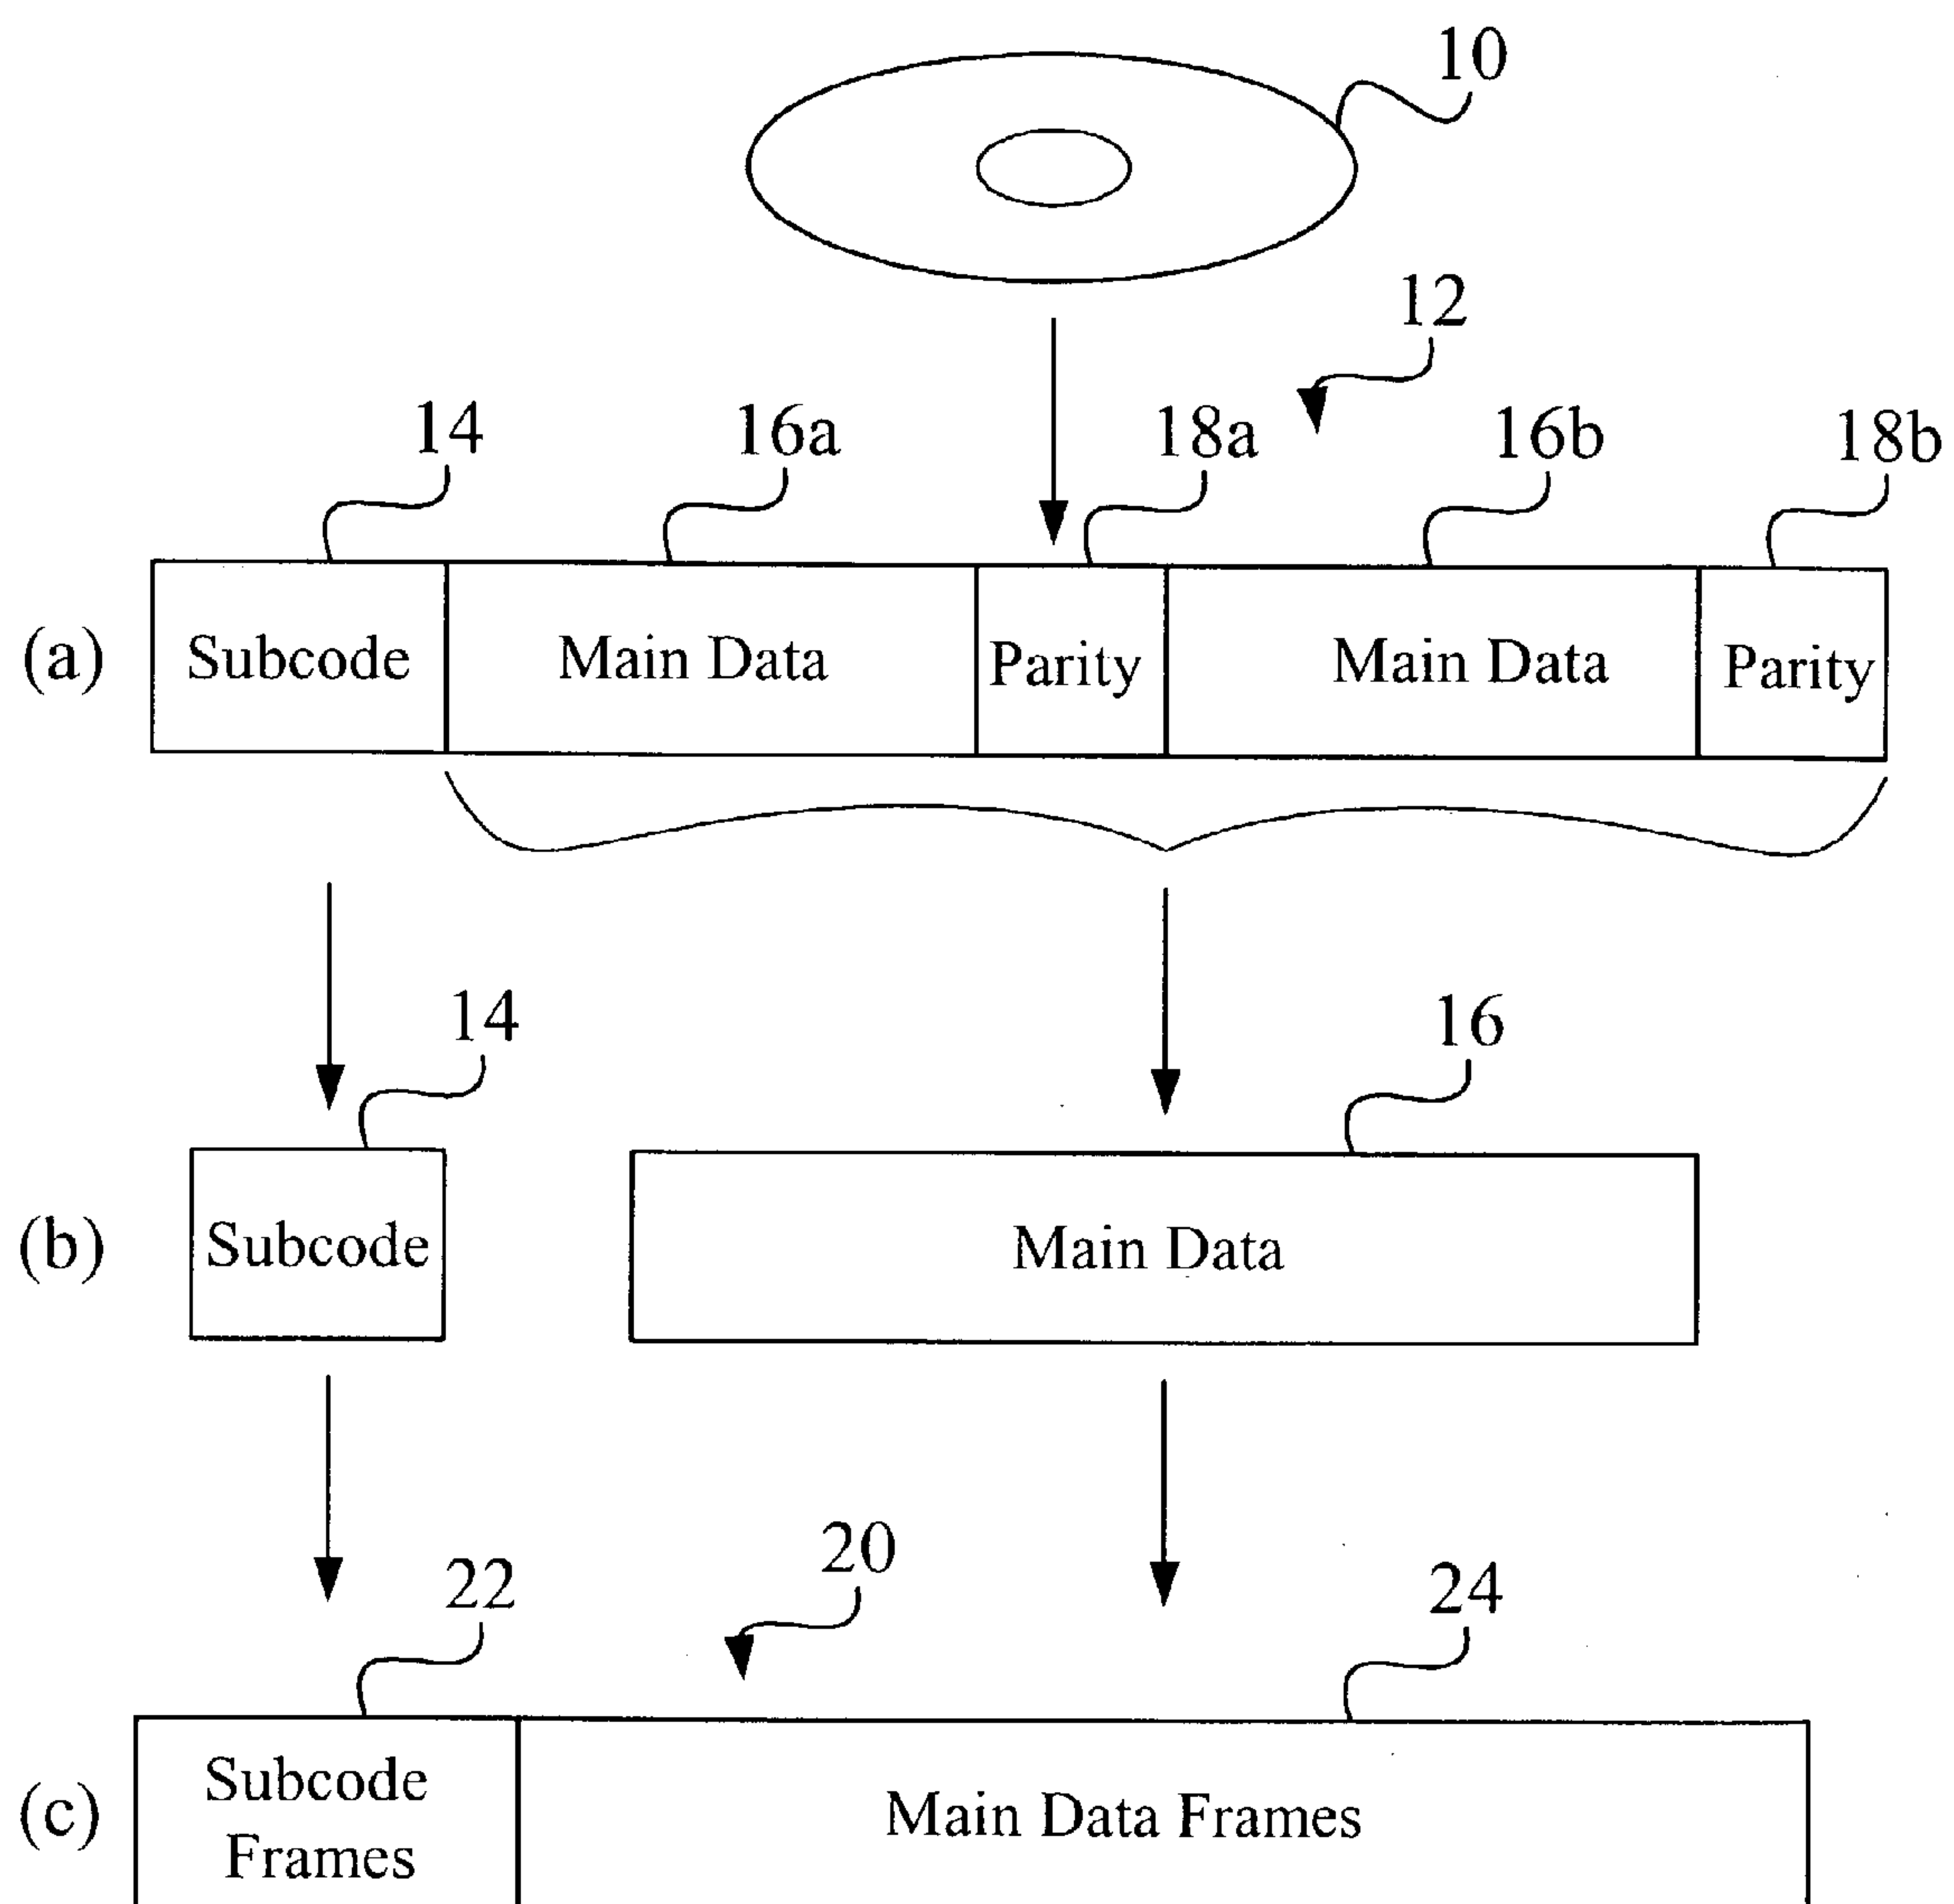 10
12
14 16a 18a 16b 18b
(a) Subcode Main Data Parity Main Data Parity
14 16
(b) Subcode Main Data
20
22 24
(c) Subcode Frames Main Data Frames